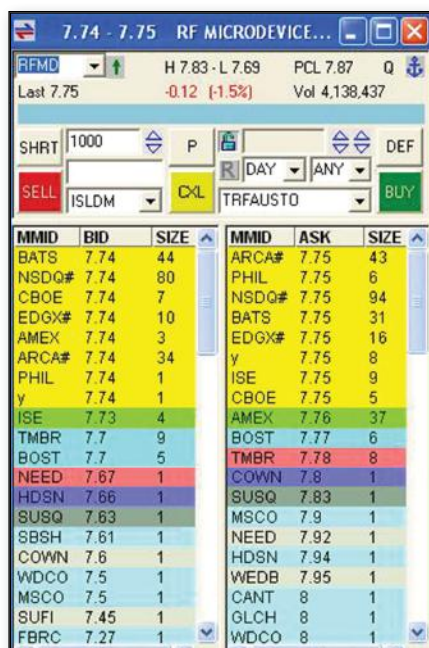 7.74 - 7.75 RF MICRODEVICE...
RFMD H 7.83 - L 7.69 PCL 7.87 Q
Last 7.75 -0.12 (-1.5%) Vol 4,138,437
SHRT 1000 P DEF
R DAY ANY
SELL ISLDM CXL TRFAUSTO BUY
MMID BID SIZE MMID ASK SIZE
BATS 7.74 44 ARCA# 7.75 43
NSDQ# 7.74 80 PHIL 7.75 6
CBOE 7.74 7 NSDQ# 7.75 94
EDGX# 7.74 10 BATS 7.75 31
AMEX 7.74 3 EDGX# 7.75 16
ARCA# 7.74 34 y 7.75 8
PHIL 7.74 1 ISE 7.75 9
y 7.74 1 CBOE 7.75 5
ISE 7.73 4 AMEX 7.76 37
TMBR 7.7 9 BOST 7.77 6
BOST 7.7 5 TMBR 7.78 8
NEED 7.67 1 COWN 7.8 1
HDSN 7.66 1 SUSQ 7.83 1
SUSQ 7.63 1 MSCO 7.9 1
SBSH 7.61 1 NEED 7.92 1
COWN 7.6 1 HDSN 7.94 1
WDCO 7.5 1 WEDB 7.95 1
MSCO 7.5 1 CANT 8 1
SUFI 7.45 1 GLCH 8 1
FBRC 7.27 1 WDCO 8 1